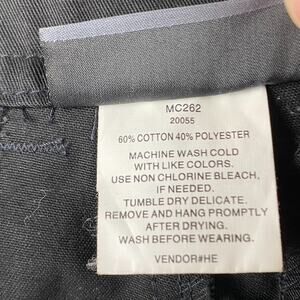 MC262
20055
60% COTTON 40% POLYESTER
MACHINE WASH COLD
WITH LIKE COLORS.
USE NON CHLORINE BLEACH,
IF NEEDED.
TUMBLE DRY DELICATE.
REMOVE AND HANG PROMPTLY
AFTER DRYING.
WASH BEFORE WEARING.
VENDOR#HE